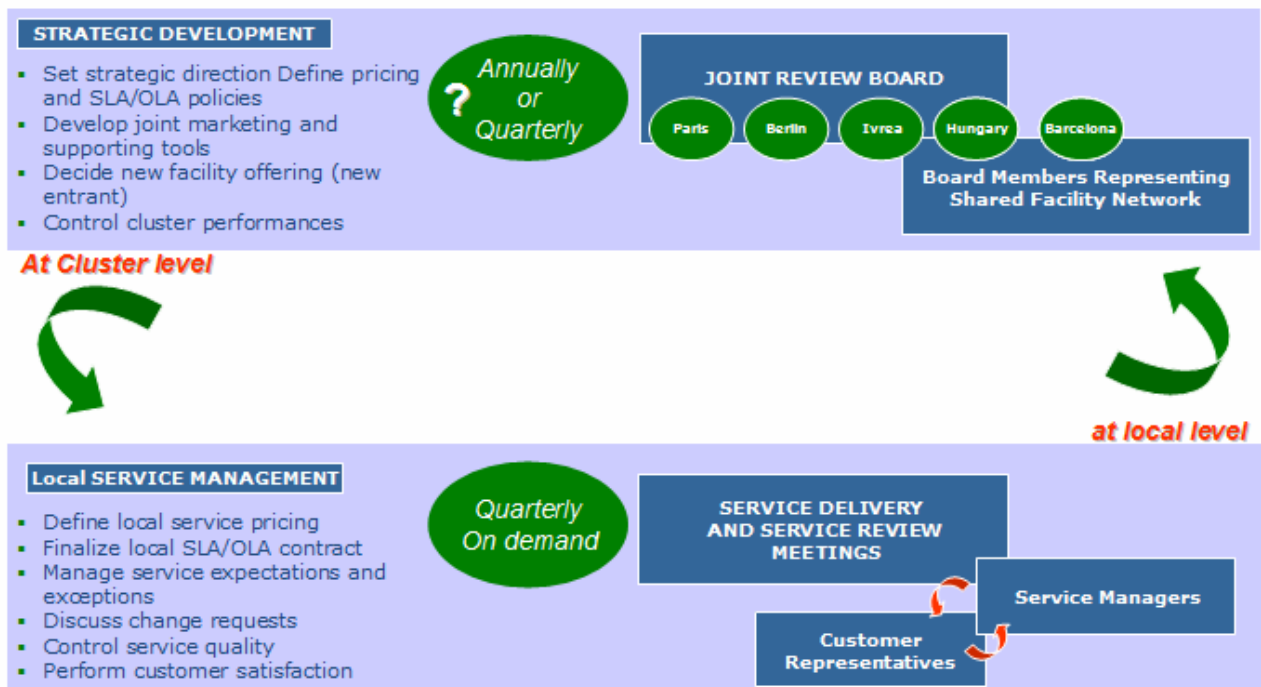 STRATEGIC DEVELOPMENT
▪ Set strategic direction Define pricing
and SLA/OLA policies
▪ Develop joint marketing and
supporting tools
▪ Decide new facility offering (new
entrant)
▪ Control cluster performances
?
Annually
or
Quarterly
JOINT REVIEW BOARD
Paris
Berlin
Ivrea
Hungary
Barcelona
Board Members Representing
Shared Facility Network
At Cluster level
at local level
Local SERVICE MANAGEMENT
▪ Define local service pricing
▪ Finalize local SLA/OLA contract
▪ Manage service expectations and
exceptions
▪ Discuss change requests
▪ Control service quality
▪ Perform customer satisfaction
Quarterly
On demand
SERVICE DELIVERY
AND SERVICE REVIEW
MEETINGS
Service Managers
Customer
Representatives